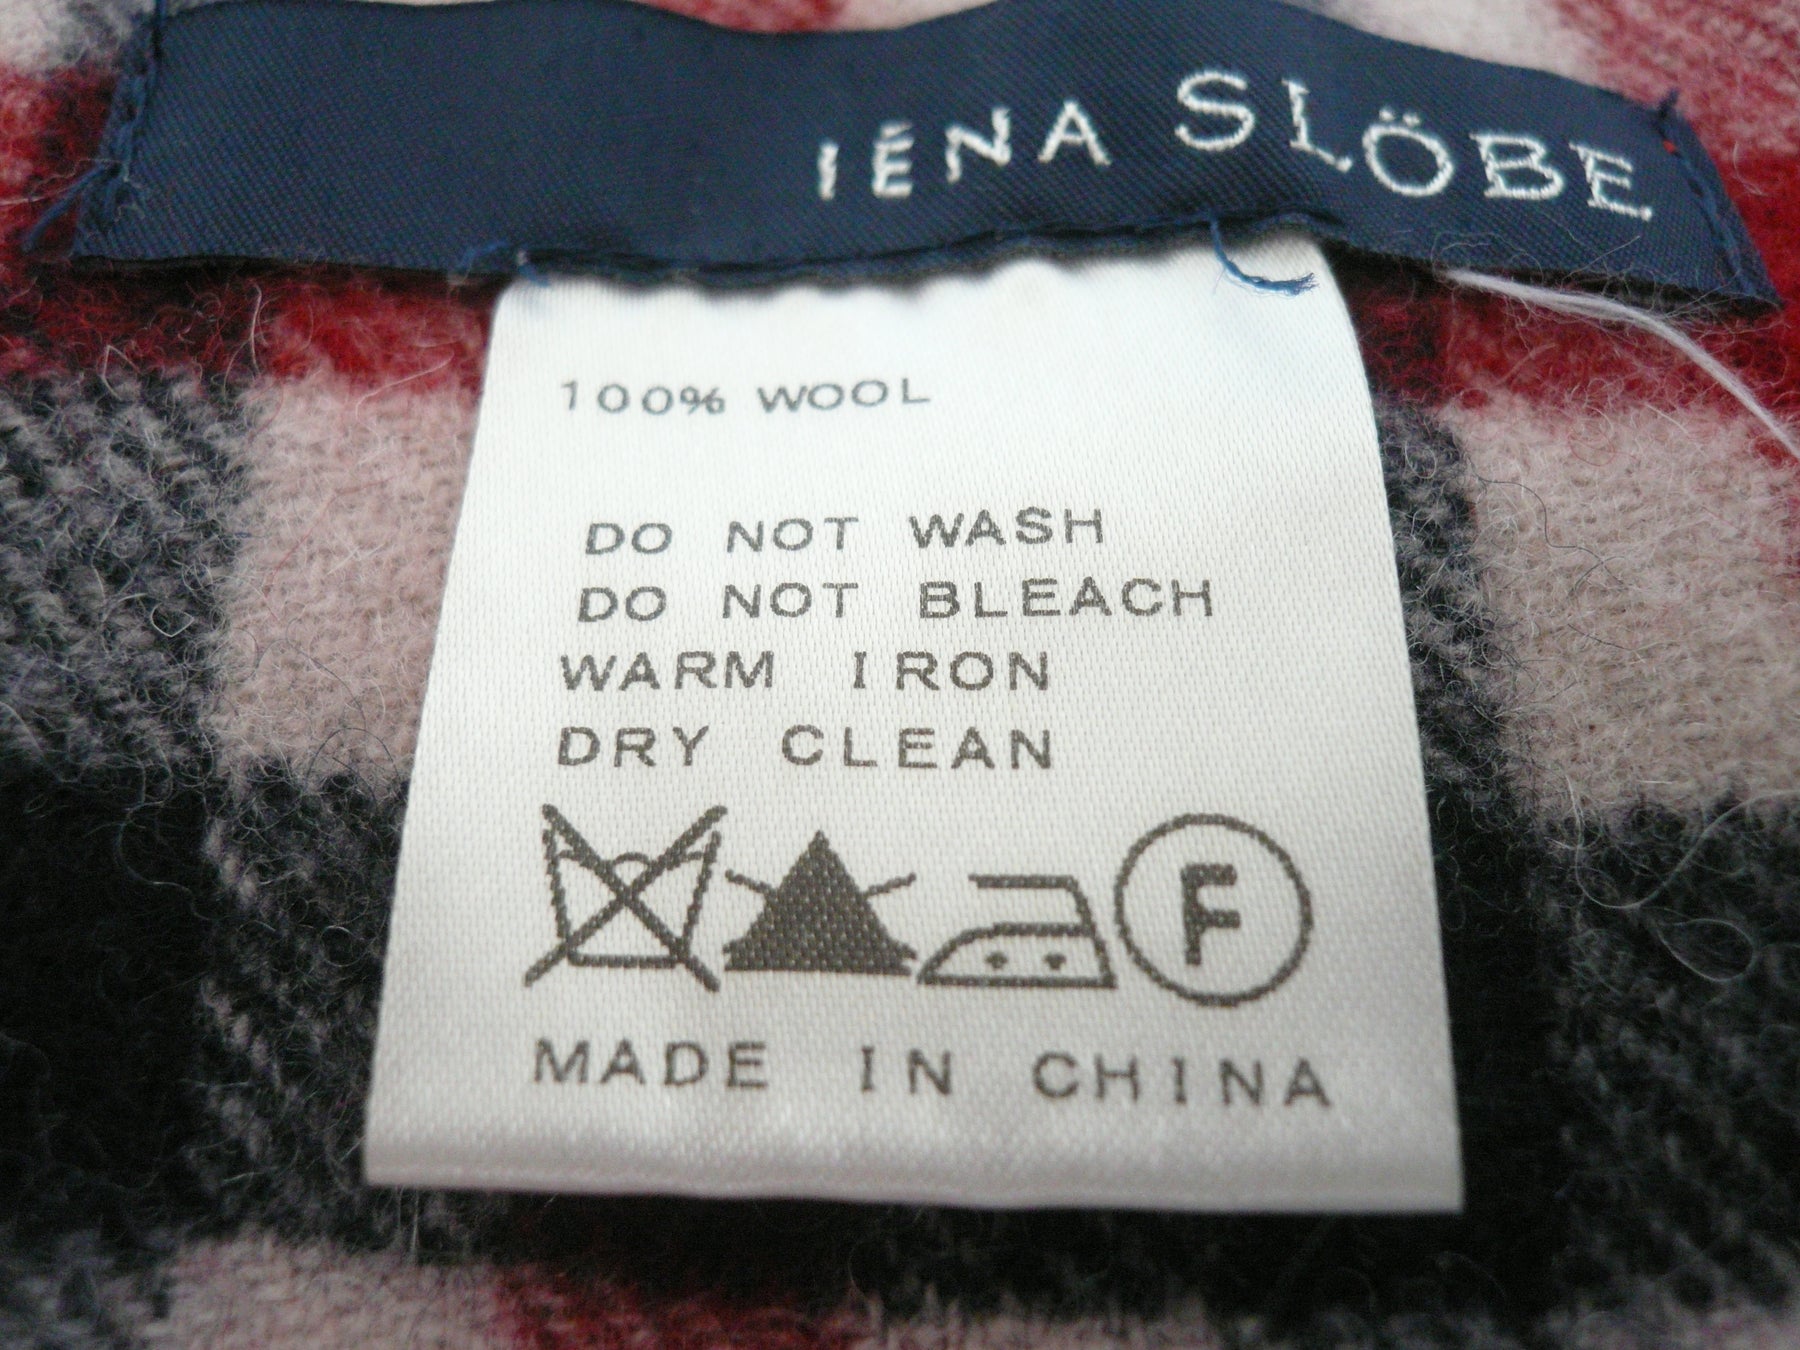 IÉNA SLÖBE
100% WOOL
DO NOT WASH
DO NOT BLEACH
WARM IRON
DRY CLEAN
F
MADE IN CHINA